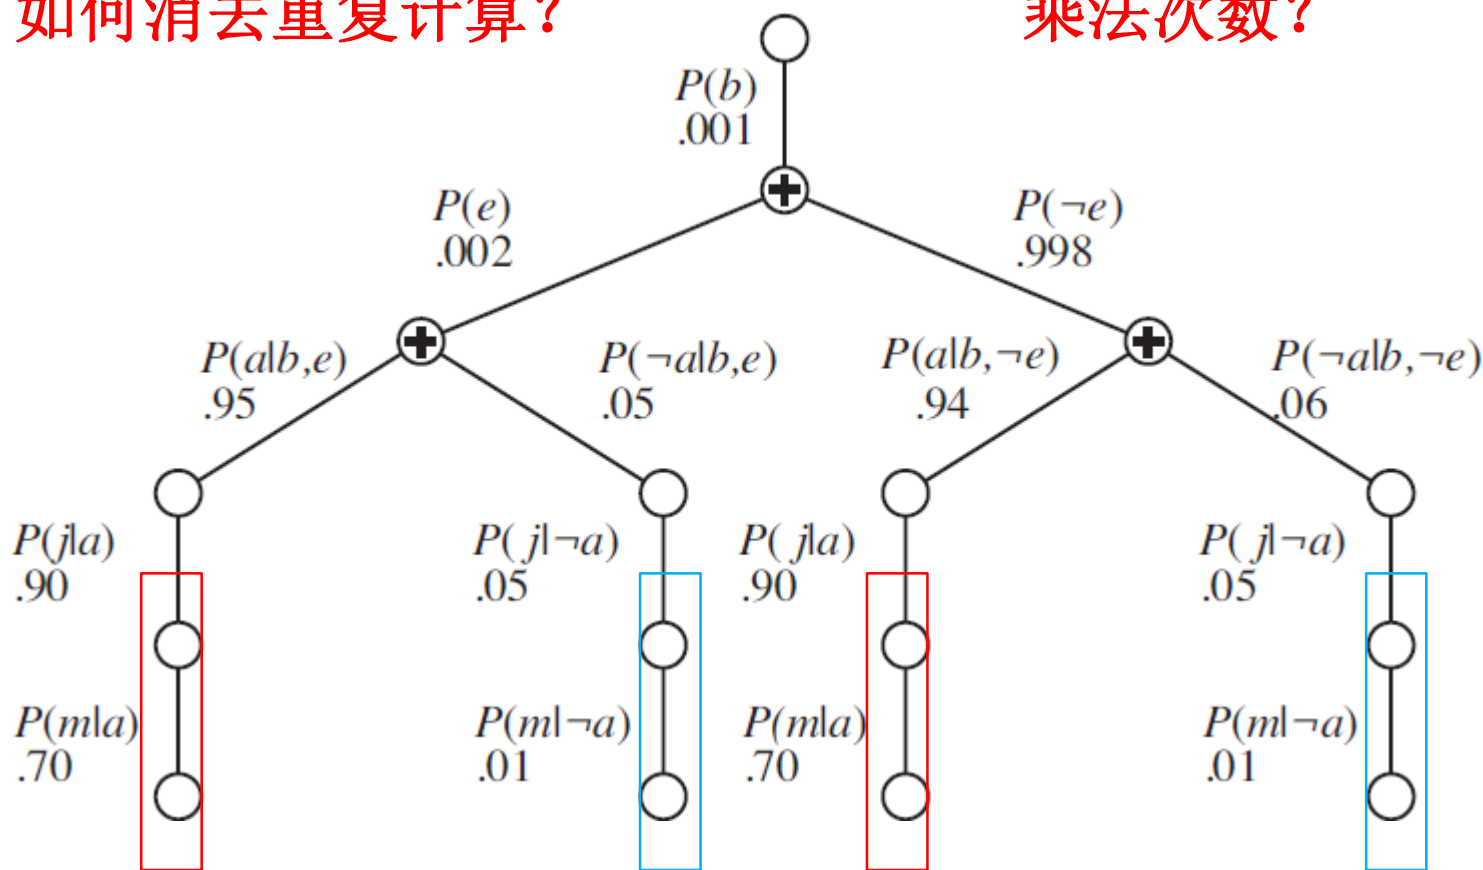 如何消去重复计算？
乘法次数？
P(b)
.001
P(e)
.002
P(¬e)
.998
P(a|b,e)
.95
P(¬a|b,e)
.05
P(a|b,¬e)
.94
P(¬a|b,¬e)
.06
P(j|a)
.90
P(j|¬a)
.05
P(j|a)
.90
P(j|¬a)
.05
P(m|a)
.70
P(m|¬a)
.01
P(m|a)
.70
P(m|¬a)
.01